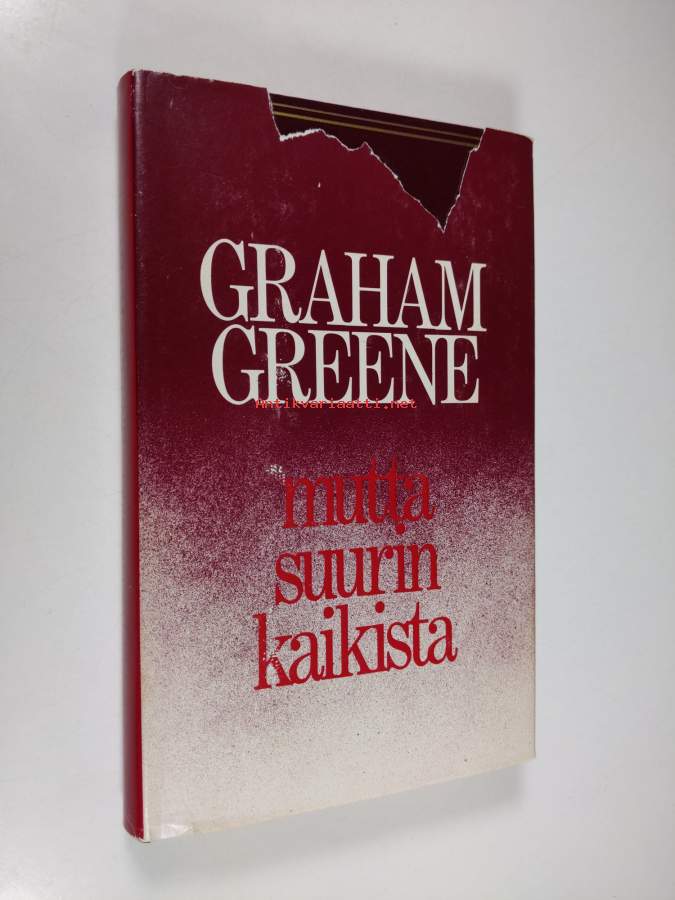 GRAHAM
GREENE
Antikvariaatti.net
mutta
suurin
kaikista